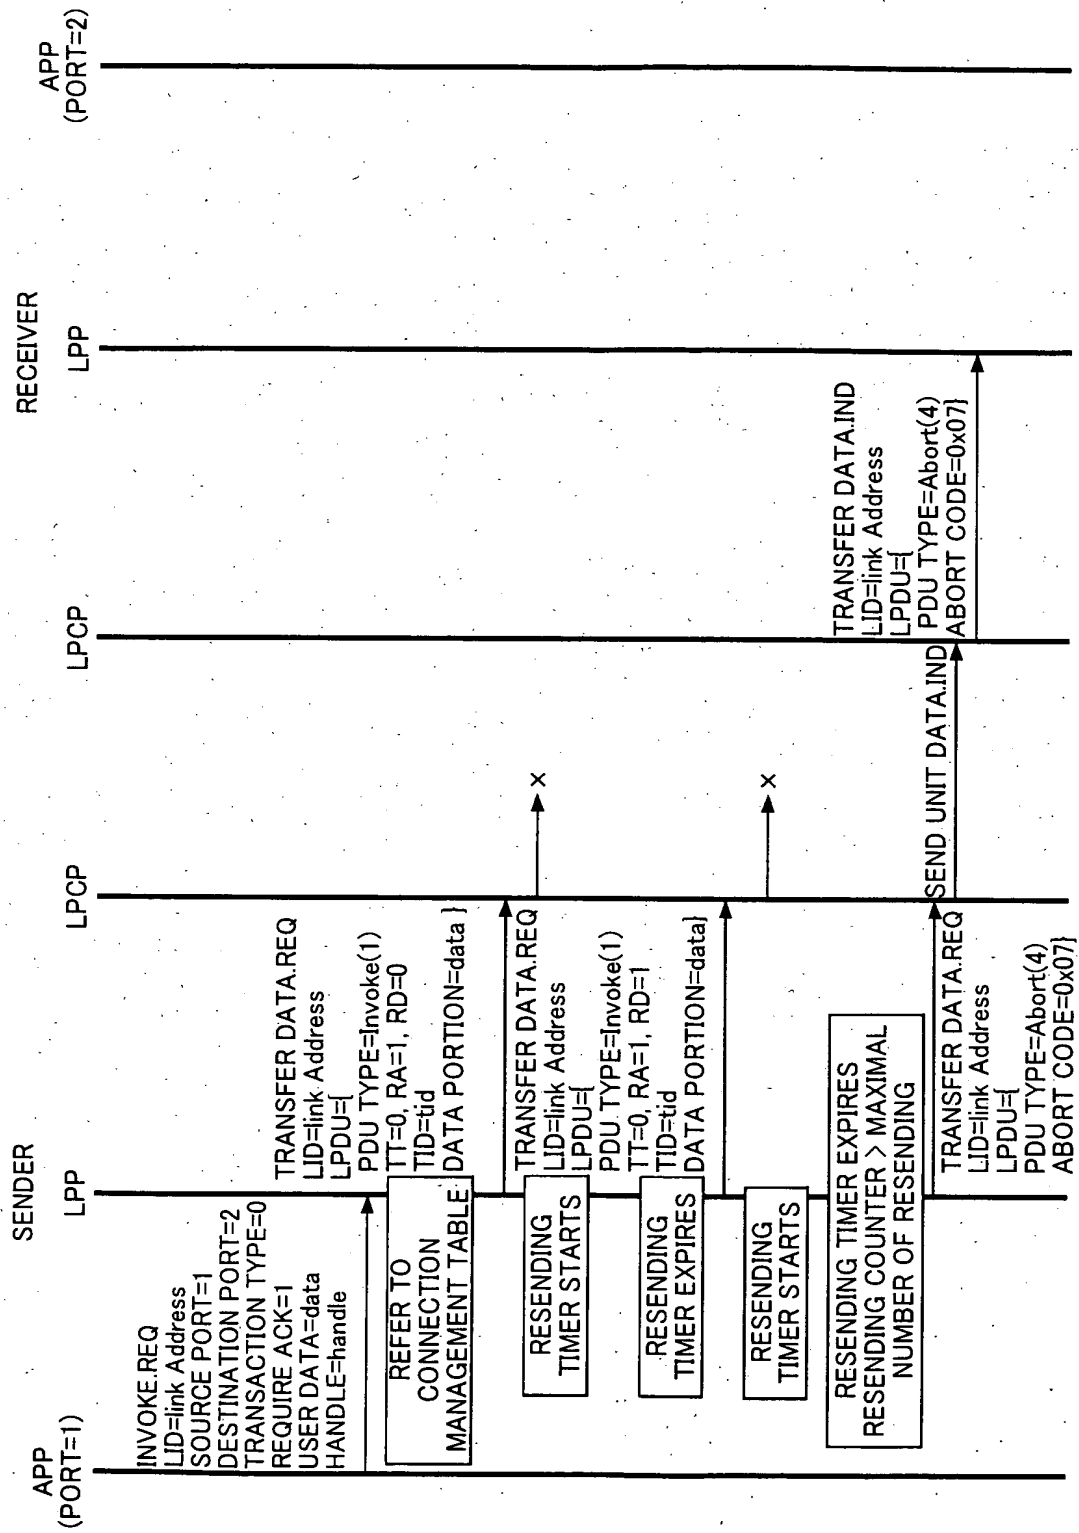 SENDER
RECEIVER
APP
(PORT=1)
LPP
LPCP
LPCP
LPP
APP
(PORT=2)
INVOKE.REQ
LID=link Address
SOURCE PORT=1
DESTINATION PORT=2
TRANSACTION TYPE=0
REQUIRE ACK=1
USER DATA=data
HANDLE=handle
REFER TO
CONNECTION
MANAGEMENT TABLE
TRANSFER DATA.REQ
LID=link Address
LPDU={
PDU TYPE=Invoke(1)
TT=0, RA=1, RD=0
TID=tid
DATA PORTION=data }
RESENDING
TIMER STARTS
×
RESENDING
TIMER EXPIRES
TRANSFER DATA.REQ
LID=link Address
LPDU={
PDU TYPE=Invoke(1)
TT=0, RA=1, RD=1
TID=tid
DATA PORTION=data}
RESENDING
TIMER STARTS
×
RESENDING TIMER EXPIRES
RESENDING COUNTER > MAXIMAL
NUMBER OF RESENDING
TRANSFER DATA.REQ
LID=link Address
LPDU={
PDU TYPE=Abort(4)
ABORT CODE=0x07}
SEND UNIT DATA.IND
TRANSFER DATA.IND
LID=link Address
LPDU={
PDU TYPE=Abort(4)
ABORT CODE=0x07}